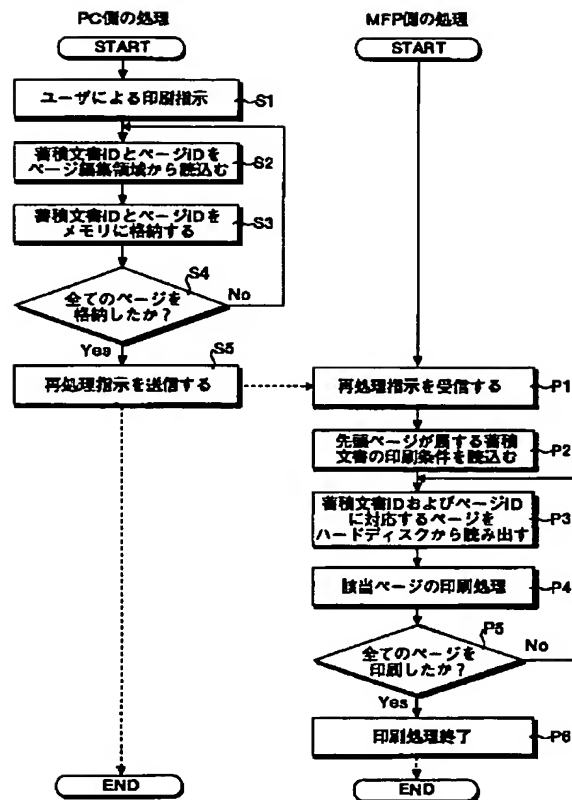 PC側の処理
START
ユーザによる印刷指示
S1
蓄積文書IDとページIDを
ページ編集領域から読込む
S2
蓄積文書IDとページIDを
メモリに格納する
S3
S4
全てのページを
格納したか？
No
Yes
S5
再処理指示を送信する
END
MFP側の処理
START
再処理指示を受信する
P1
先頭ページが属する蓄積
文書の印刷条件を読込む
P2
蓄積文書IDおよびページID
に対応するページを
ハードディスクから読み出す
P3
該当ページの印刷処理
P4
P5
全てのページを
印刷したか？
No
Yes
印刷処理終了
P6
END